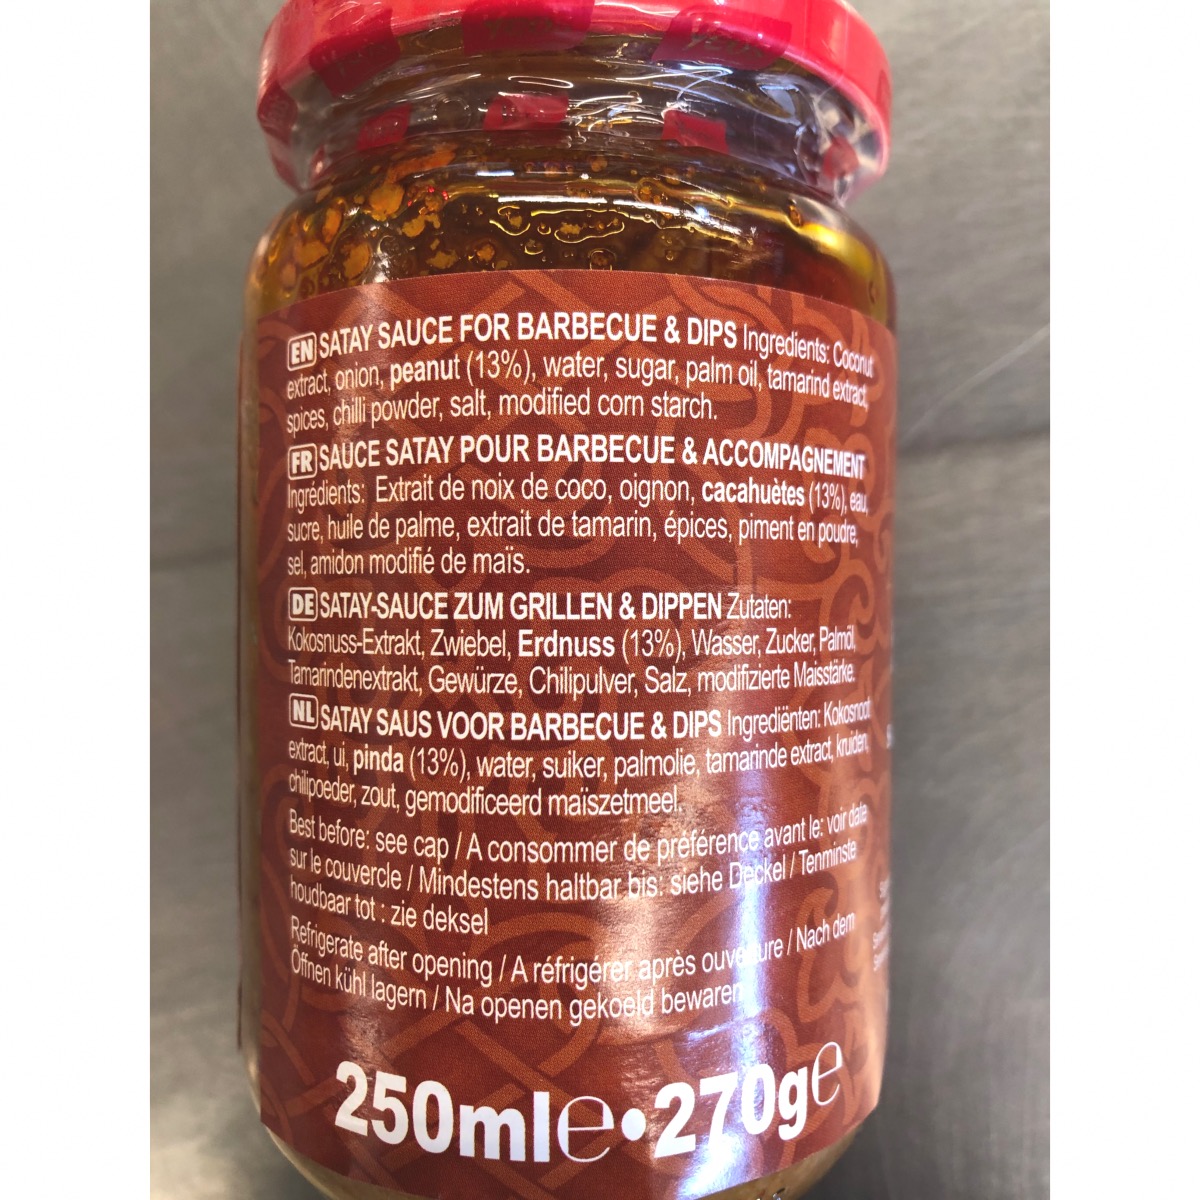 EN SATAY SAUCE FOR BARBECUE & DIPS Ingredients: Coconut
extract, onion, peanut (13%), water, sugar, palm oil, tamarind extract,
spices, chilli powder, salt, modified corn starch.
FR SAUCE SATAY POUR BARBECUE & ACCOMPAGNEMENT
Ingrédients: Extrait de noix de coco, oignon, cacahuètes (13%), eau,
sucre, huile de palme, extrait de tamarin, épices, piment en poudre,
sel, amidon modifié de maïs.
DE SATAY-SAUCE ZUM GRILLEN & DIPPEN Zutaten:
Kokosnuss-Extrakt, Zwiebel, Erdnuss (13%), Wasser, Zucker, Palmöl,
Tamarindenextrakt, Gewürze, Chilipulver, Salz, modifizierte Maisstärke.
NL SATAY SAUS VOOR BARBECUE & DIPS Ingrediënten: Kokosnoot
extract, ui, pinda (13%), water, suiker, palmolie, tamarinde extract, kruiden,
chilipoeder, zout, gemodificeerd maïszetmeel.
Best before: see cap / A consommer de préférence avant le: voir date
sur le couvercle / Mindestens haltbar bis: siehe Deckel / Tenminste
houdbaar tot : zie deksel
Refrigerate after opening / A réfrigérer après ouverture / Nach dem
Öffnen kühl lagern / Na openen gekoeld bewaren
250ml℮•270g℮